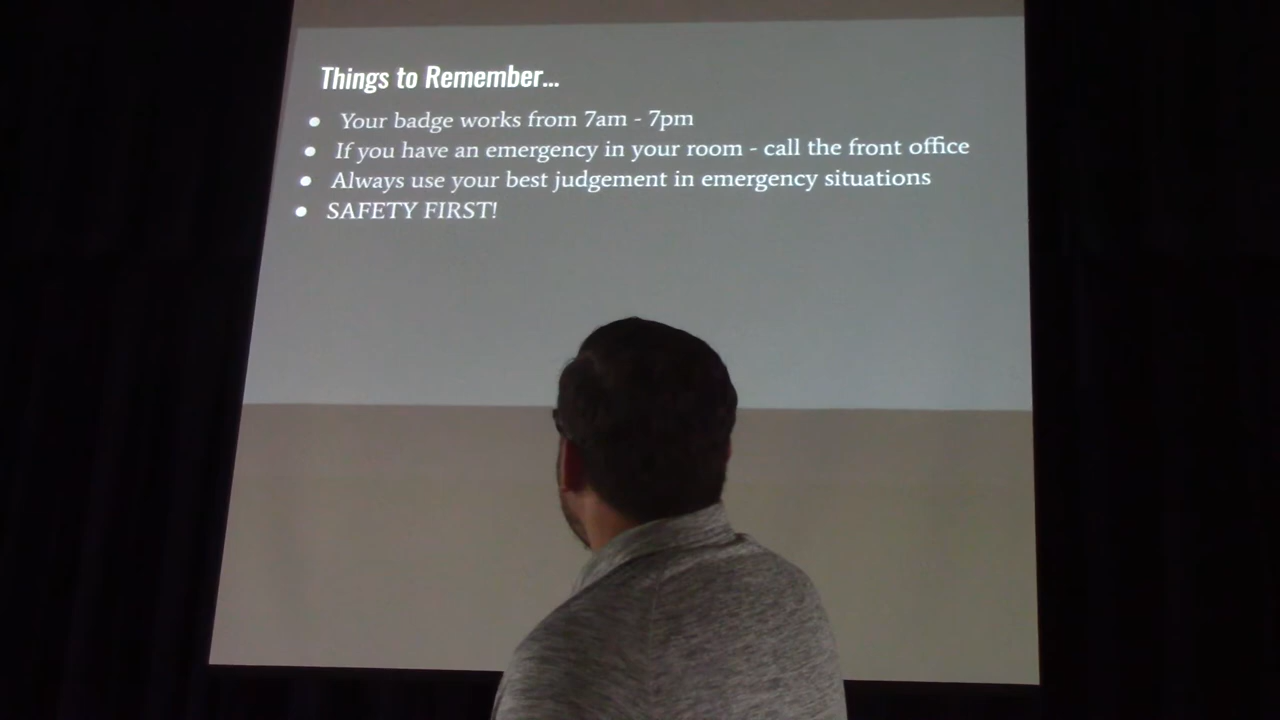 Things to Remember...
● Your badge works from 7am - 7pm
● If you have an emergency in your room - call the front office
● Always use your best judgement in emergency situations
● SAFETY FIRST!